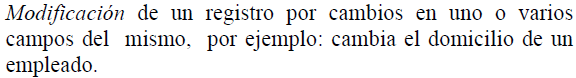 Modificación de un registro por cambios en uno o varios
campos del mismo, por ejemplo: cambia el domicilio de un
empleado.